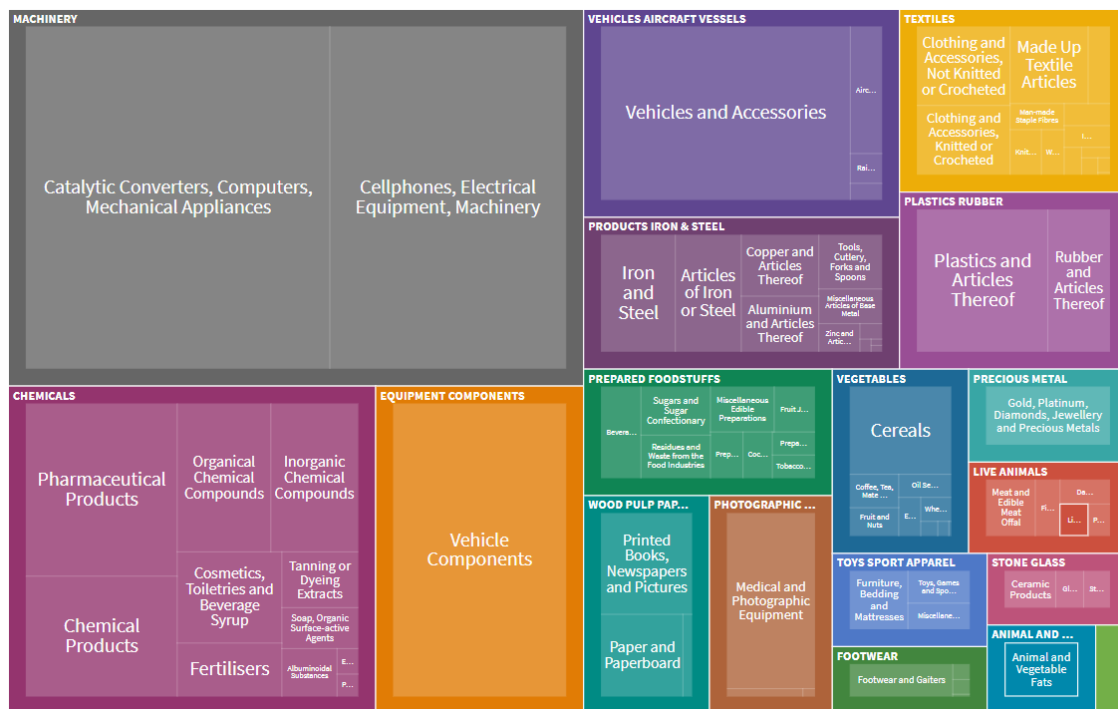 MACHINERY
Catalytic Converters, Computers,
Mechanical Appliances
Cellphones, Electrical
Equipment, Machinery
VEHICLES AIRCRAFT VESSELS
Vehicles and Accessories
Airc...
Rai...
TEXTILES
Clothing and
Accessories,
Not Knitted
or Crocheted
Made Up
Textile
Articles
Clothing and
Accessories,
Knitted or
Crocheted
Man-made
Staple Fibres
Knit...
W...
I...
PRODUCTS IRON & STEEL
Iron
and
Steel
Articles
of Iron
or Steel
Copper and
Articles
Thereof
Aluminium
and Articles
Thereof
Tools,
Cutlery,
Forks and
Spoons
Miscellaneous
Articles of Base
Metal
Zinc and
Artic...
PLASTICS RUBBER
Plastics and
Articles
Thereof
Rubber
and
Articles
Thereof
CHEMICALS
Pharmaceutical
Products
Chemical
Products
Organical
Chemical
Compounds
Inorganic
Chemical
Compounds
Cosmetics,
Toiletries and
Beverage
Syrup
Fertilisers
Tanning or
Dyeing
Extracts
Soap, Organic
Surface-active
Agents
Albuminoidal
Substances
E...
P...
EQUIPMENT COMPONENTS
Vehicle
Components
PREPARED FOODSTUFFS
Bevera...
Sugars and
Sugar
Confectionary
Residues and
Waste from the
Food Industries
Miscellaneous
Edible
Preparations
Fruit J...
Prep...
Coc...
Prepa...
Tobacco...
VEGETABLES
Cereals
Coffee, Tea,
Mate ...
Fruit and
Nuts
Oil Se...
E...
Whe...
PRECIOUS METAL
Gold, Platinum,
Diamonds, Jewellery
and Precious Metals
LIVE ANIMALS
Meat and
Edible
Meat
Offal
Fi...
Da...
Li...
P...
WOOD PULP PAP...
Printed
Books,
Newspapers
and Pictures
Paper and
Paperboard
PHOTOGRAPHIC ...
Medical and
Photographic
Equipment
TOYS SPORT APPAREL
Furniture,
Bedding
and
Mattresses
Toys, Games
and Spo...
Miscellane...
STONE GLASS
Ceramic
Products
Gl...
St...
FOOTWEAR
Footwear and Gaiters
ANIMAL AND ...
Animal and
Vegetable
Fats